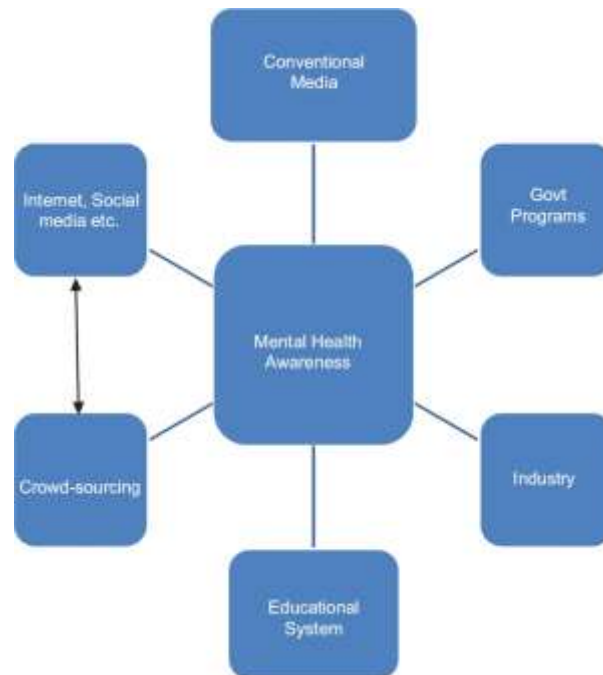 Conventional
Media
Internet, Social
media etc.
Govt
Programs
Mental Health
Awareness
Crowd-sourcing
Industry
Educational
System